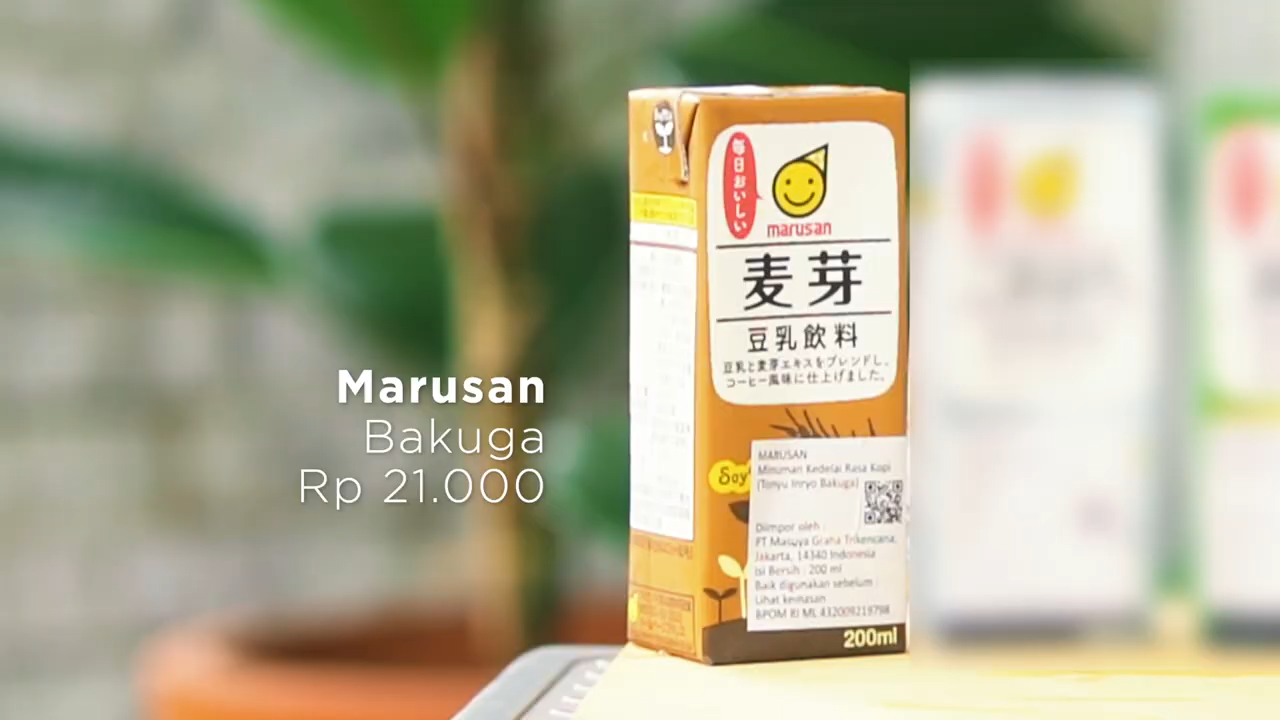 Marusan
Bakuga
Rp 21.000
毎日おいしい
marusan
麦芽
豆乳飲料
豆乳と麦芽エキスをブレンドし、
コーヒー風味に仕上げました。
Soy
MARUSAN
Minuman Kedelai Rasa Kopi
(Tonyu Inryo Bakuga)
Diimpor oleh :
PT Masuya Graha Trikencana,
Jakarta, 14340 Indonesia
Isi Bersih : 200 ml
Baik digunakan sebelum :
Lihat kemasan
BPOM RI ML 432009219798
200ml